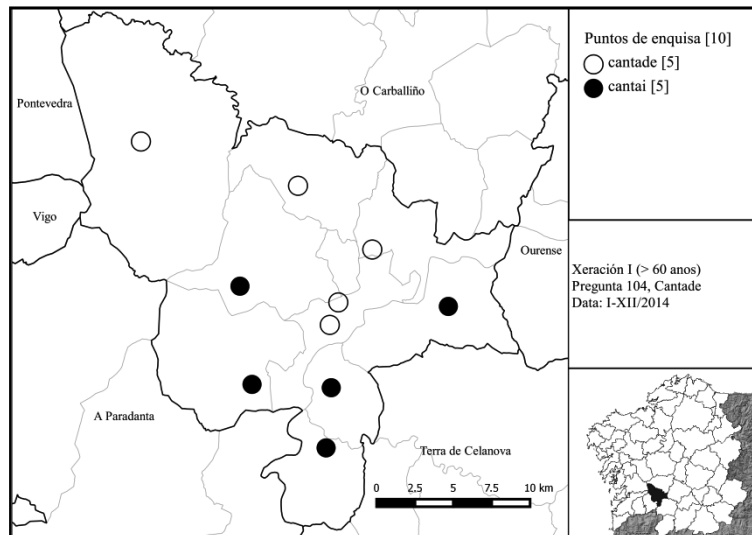 Puntos de enquisa [10]
cantade [5]
cantai [5]
O Carballiño
Pontevedra
Vigo
Ourense
Xeración I (> 60 anos)
Pregunta 104, Cantade
Data: I-XII/2014
A Paradanta
Terra de Celanova
0 2,5 5 7,5 10 km